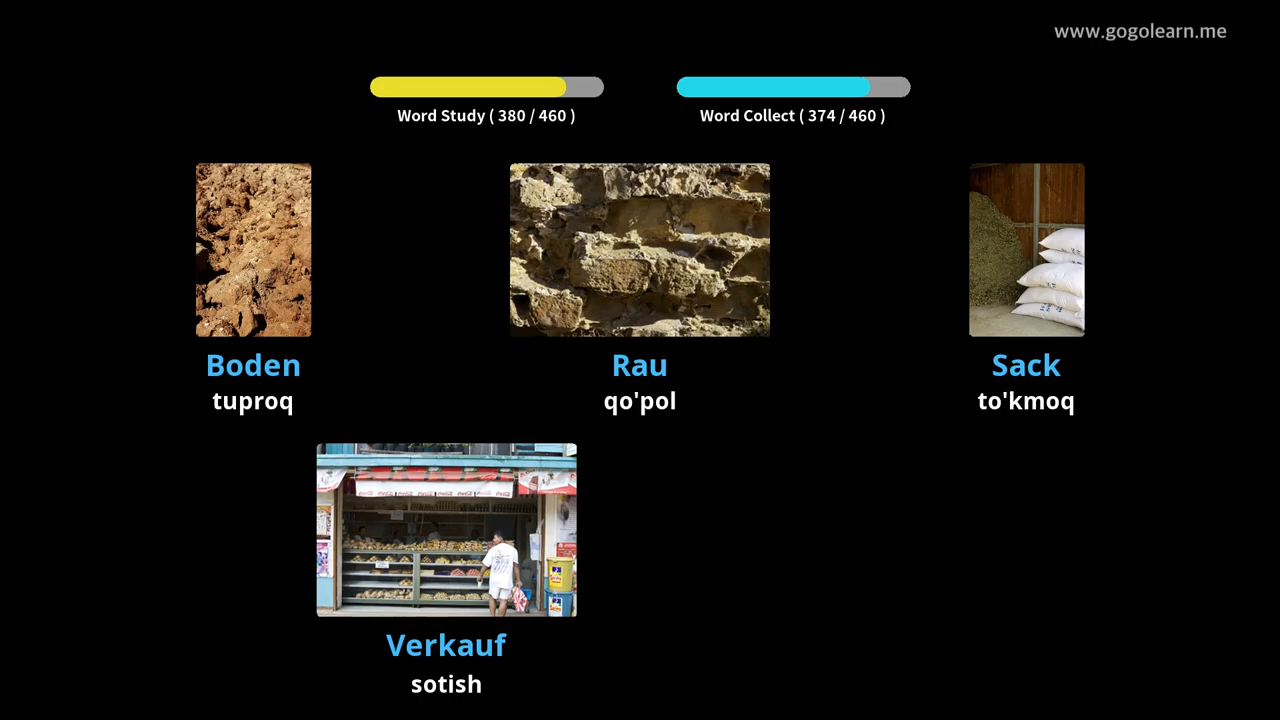 www.gogolearn.me
Word Study ( 380 / 460 )
Word Collect ( 374 / 460 )
Boden
tuproq
Rau
qo'pol
Sack
to'kmoq
Verkauf
sotish